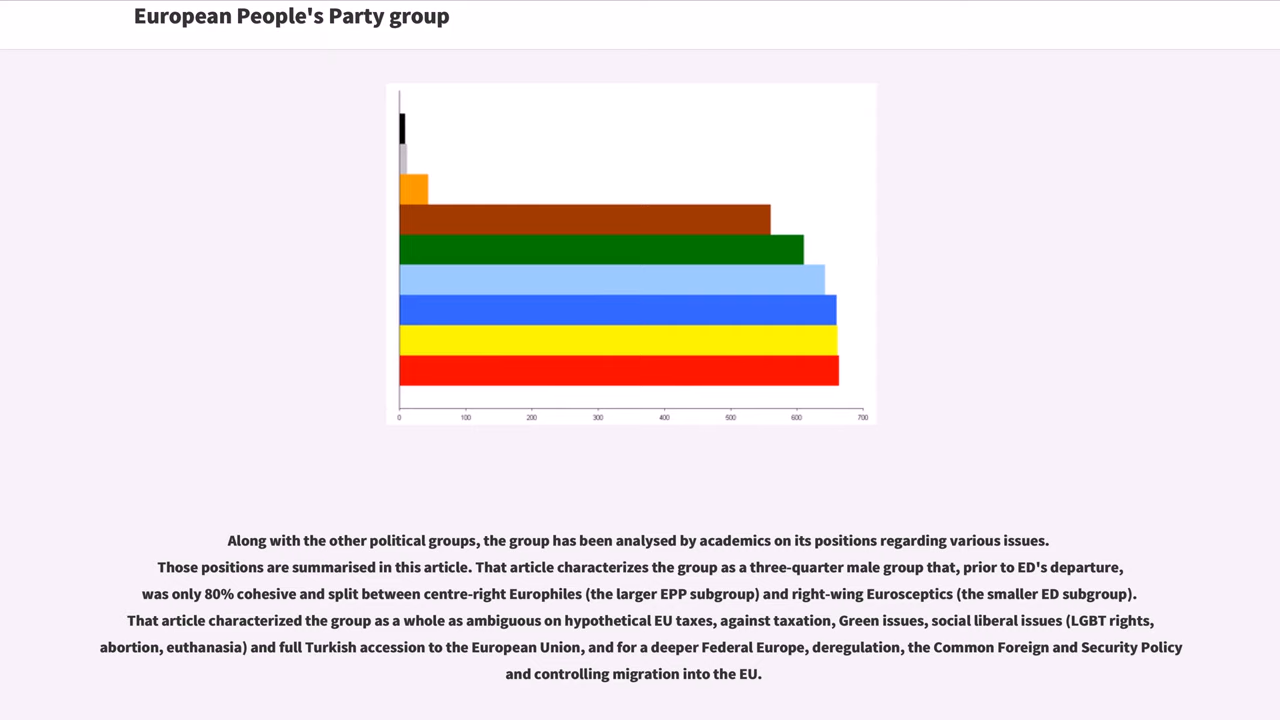 European People's Party group
0 100 200 300 400 500 600 700
Along with the other political groups, the group has been analysed by academics on its positions regarding various issues.
Those positions are summarised in this article. That article characterizes the group as a three-quarter male group that, prior to ED's departure,
was only 80% cohesive and split between centre-right Europhiles (the larger EPP subgroup) and right-wing Eurosceptics (the smaller ED subgroup).
That article characterized the group as a whole as ambiguous on hypothetical EU taxes, against taxation, Green issues, social liberal issues (LGBT rights,
abortion, euthanasia) and full Turkish accession to the European Union, and for a deeper Federal Europe, deregulation, the Common Foreign and Security Policy
and controlling migration into the EU.